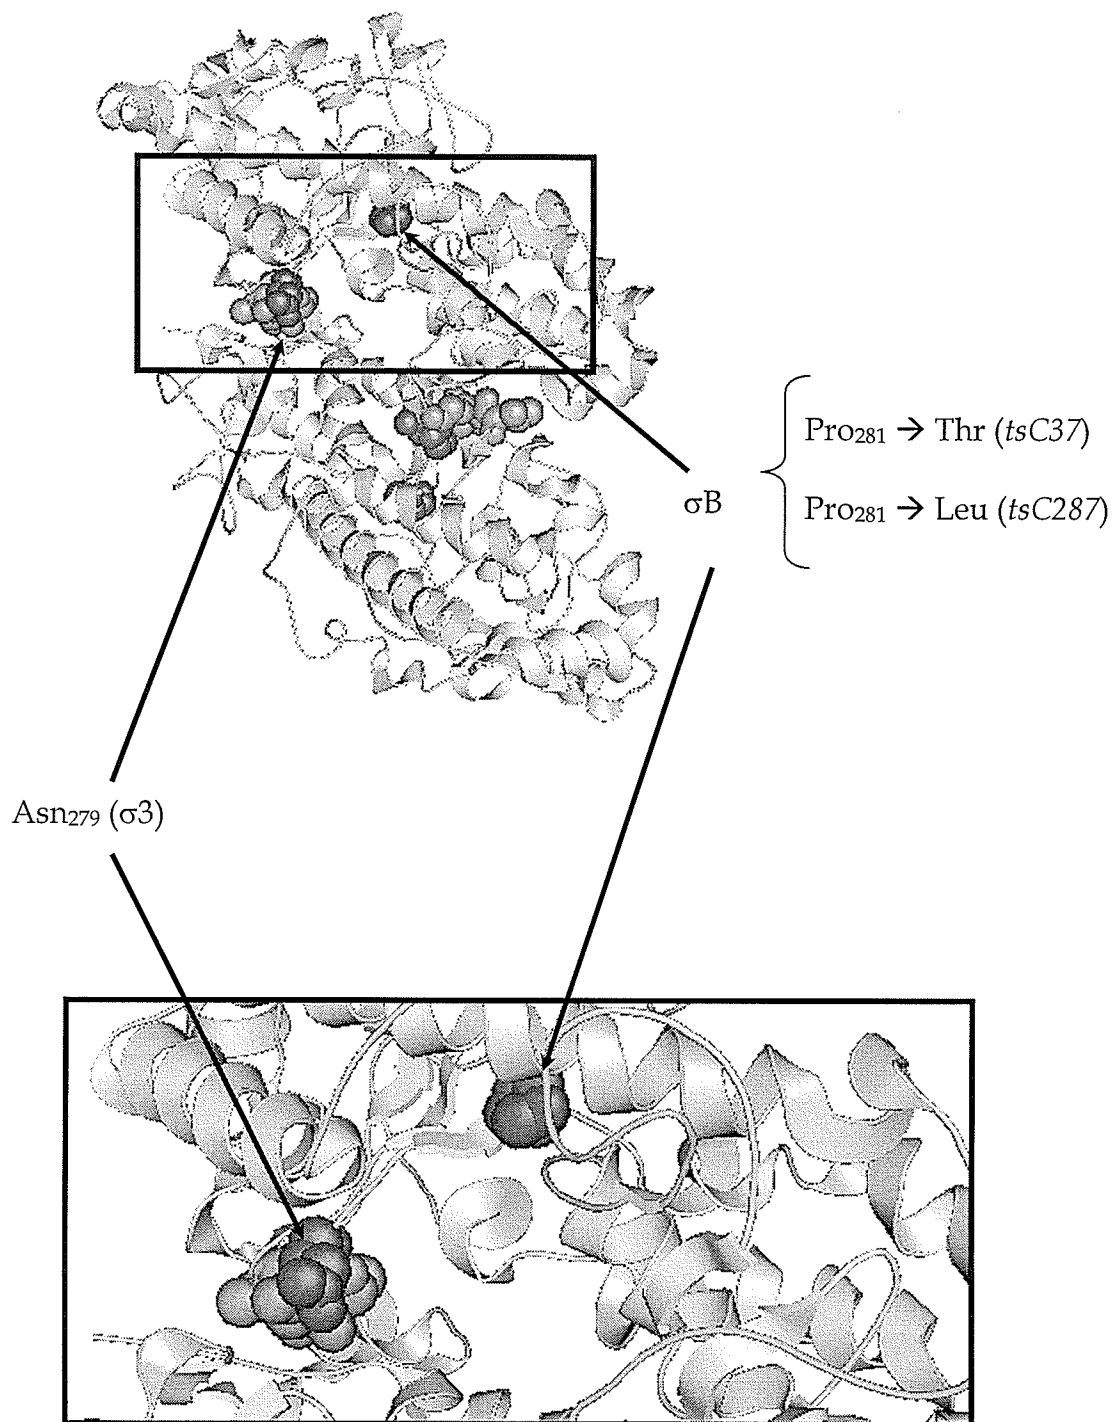 Pro281 → Thr (tsC37)
σB
Pro281 → Leu (tsC287)
Asn279 (σ3)